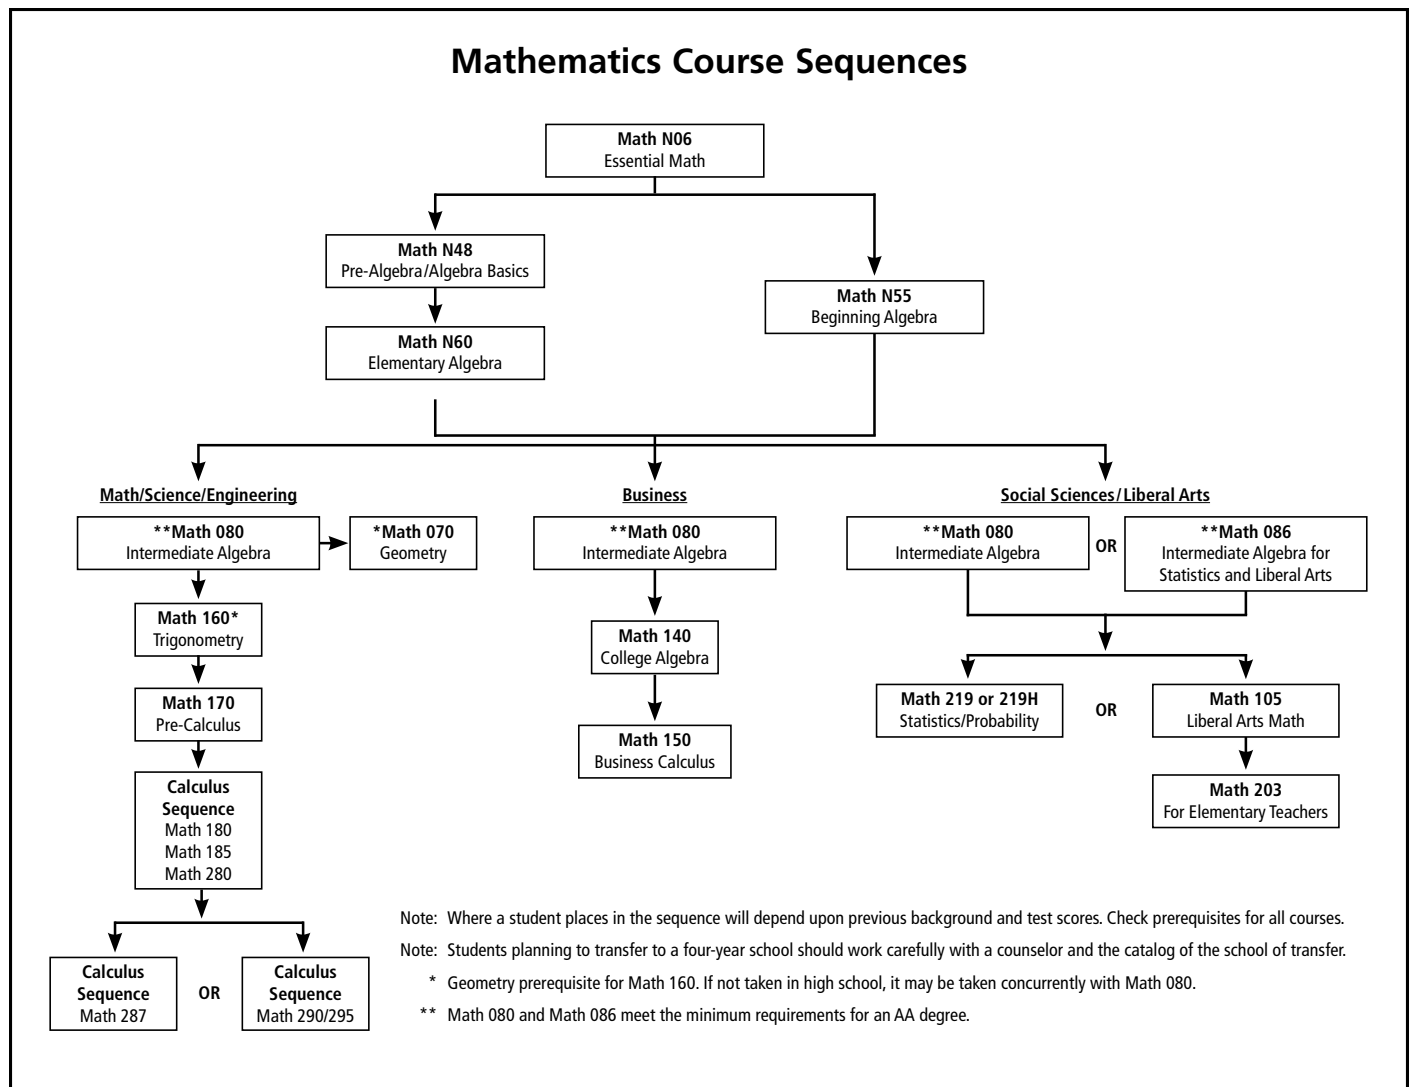 Mathematics Course Sequences
Math N06
Essential Math
Math N48
Pre-Algebra/Algebra Basics
Math N55
Beginning Algebra
Math N60
Elementary Algebra
Math/Science/Engineering
**Math 080
Intermediate Algebra
*Math 070
Geometry
Math 160*
Trigonometry
Math 170
Pre-Calculus
Calculus
Sequence
Math 180
Math 185
Math 280
Calculus
Sequence
Math 287
OR
Calculus
Sequence
Math 290/295
Business
**Math 080
Intermediate Algebra
Math 140
College Algebra
Math 150
Business Calculus
Social Sciences/Liberal Arts
**Math 080
Intermediate Algebra
OR
**Math 086
Intermediate Algebra for
Statistics and Liberal Arts
Math 219 or 219H
Statistics/Probability
OR
Math 105
Liberal Arts Math
Math 203
For Elementary Teachers
Note: Where a student places in the sequence will depend upon previous background and test scores. Check prerequisites for all courses.
Note: Students planning to transfer to a four-year school should work carefully with a counselor and the catalog of the school of transfer.
* Geometry prerequisite for Math 160. If not taken in high school, it may be taken concurrently with Math 080.
** Math 080 and Math 086 meet the minimum requirements for an AA degree.